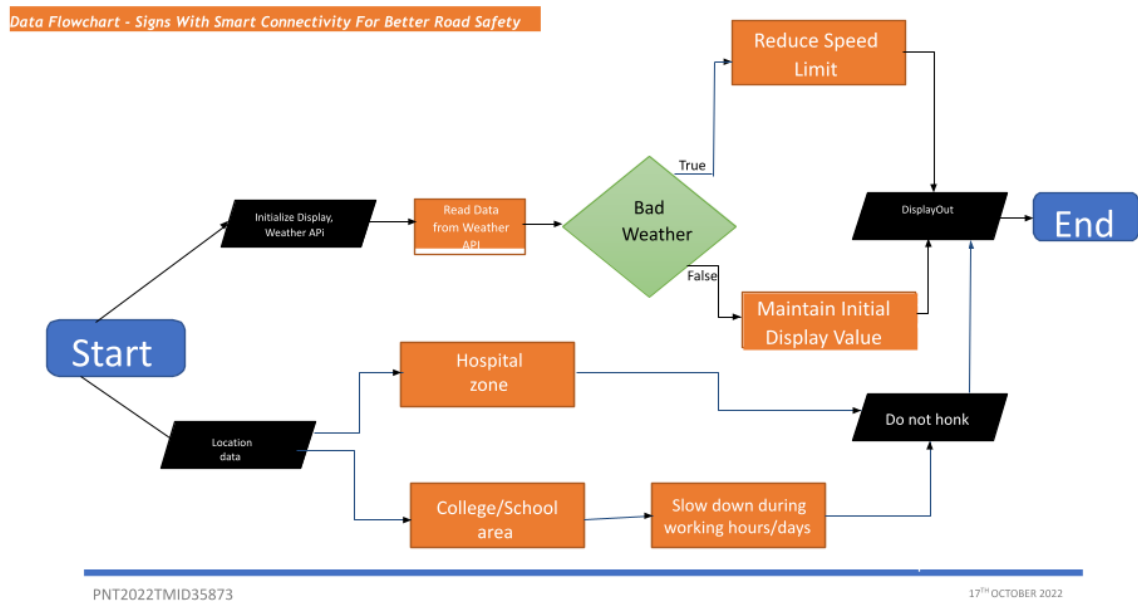 Data Flowchart - Signs With Smart Connectivity For Better Road Safety
Reduce Speed
Limit
True
Initialize Display,
Weather APi
Read Data
from Weather
API
Bad
Weather
DisplayOut
End
False
Maintain Initial
Display Value
Start
Hospital
zone
Do not honk
Location
data
College/School
area
Slow down during
working hours/days
PNT2022TMID35873
17TH OCTOBER 2022